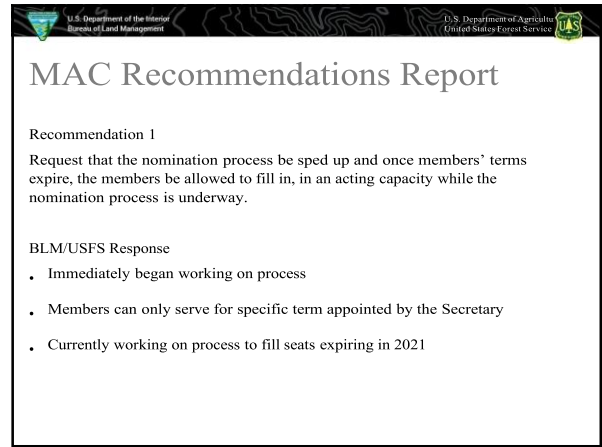 U.S. Department of the Interior
Bureau of Land Management
U.S. Department of Agricultu
United States Forest Service
UAS
MAC Recommendations Report
Recommendation 1
Request that the nomination process be sped up and once members’ terms
expire, the members be allowed to fill in, in an acting capacity while the
nomination process is underway.
BLM/USFS Response
• Immediately began working on process
• Members can only serve for specific term appointed by the Secretary
• Currently working on process to fill seats expiring in 2021